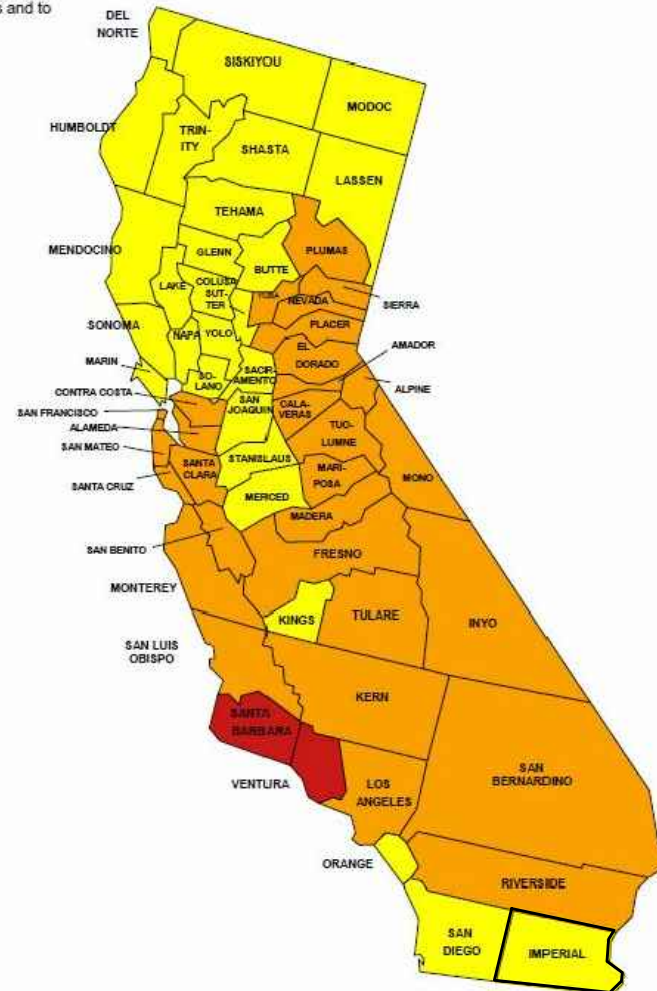 s and to
DEL
NORTE
SISKIYOU
MODOC
HUMBOLDT
TRIN-
ITY
SHASTA
LASSEN
TEHAMA
MENDOCINO
GLENN
BUTTE
PLUMAS
LAKE
COLUSA
SUT-
TER
YUBA
NEVADA
SIERRA
SONOMA
NAPA
YOLO
PLACER
EL
DORADO
AMADOR
MARIN
SO-
LANO
SACR-
AMENTO
ALPINE
CONTRA COSTA
SAN
JOAQUIN
CALA-
VERAS
SAN FRANCISCO
ALAMEDA
TUO-
LUMNE
SAN MATEO
SANTA
CLARA
STANISLAUS
MARI-
POSA
MONO
SANTA CRUZ
MERCED
MADERA
SAN BENITO
FRESNO
MONTEREY
KINGS
TULARE
INYO
SAN LUIS
OBISPO
KERN
SANTA
BARBARA
VENTURA
LOS
ANGELES
SAN
BERNARDINO
ORANGE
RIVERSIDE
SAN
DIEGO
IMPERIAL